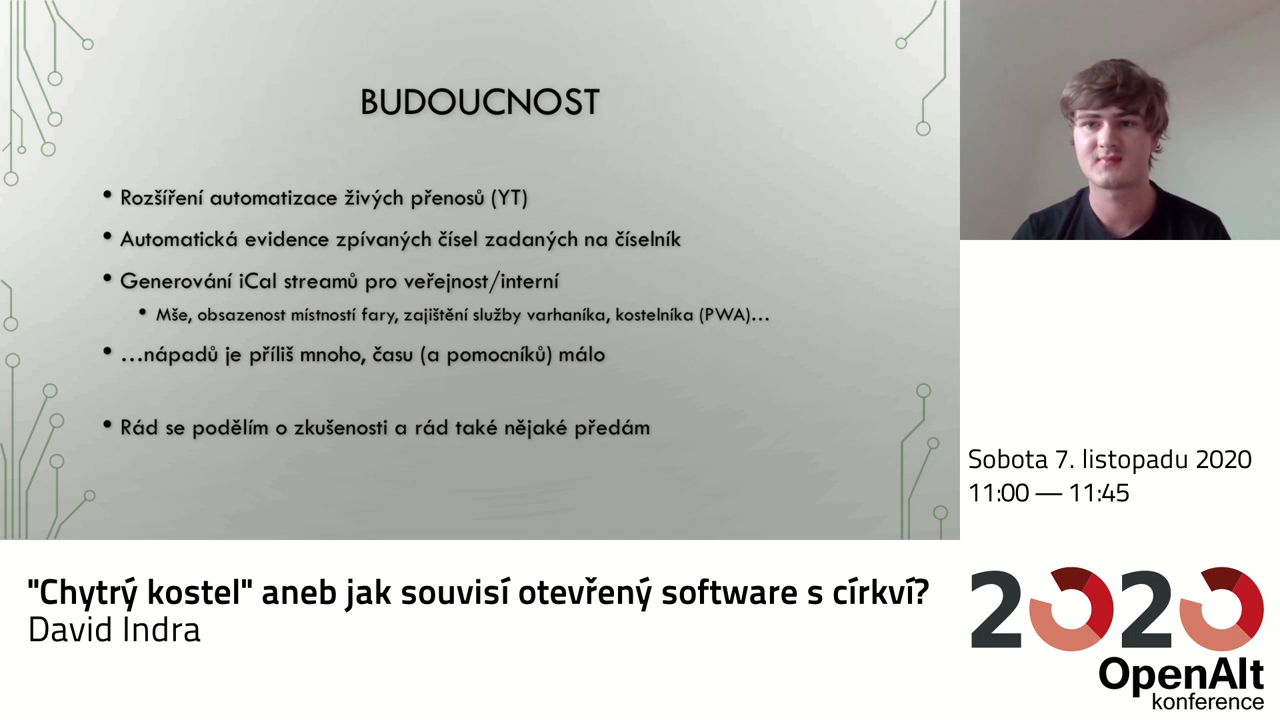 BUDOUCNOST
• Rozšíření automatizace živých přenosů (YT)
• Automatická evidence zpívaných čísel zadaných na číselník
• Generování iCal streamů pro veřejnost/interní
• Mše, obsazenost místností fary, zajištění služby varhaníka, kostelníka (PWA)…
• …nápadů je příliš mnoho, času (a pomocníků) málo
• Rád se podělím o zkušenosti a rád také nějaké předám
Sobota 7. listopadu 2020
11:00 — 11:45
"Chytrý kostel" aneb jak souvisí otevřený software s církví?
David Indra
2020
OpenAlt
konference